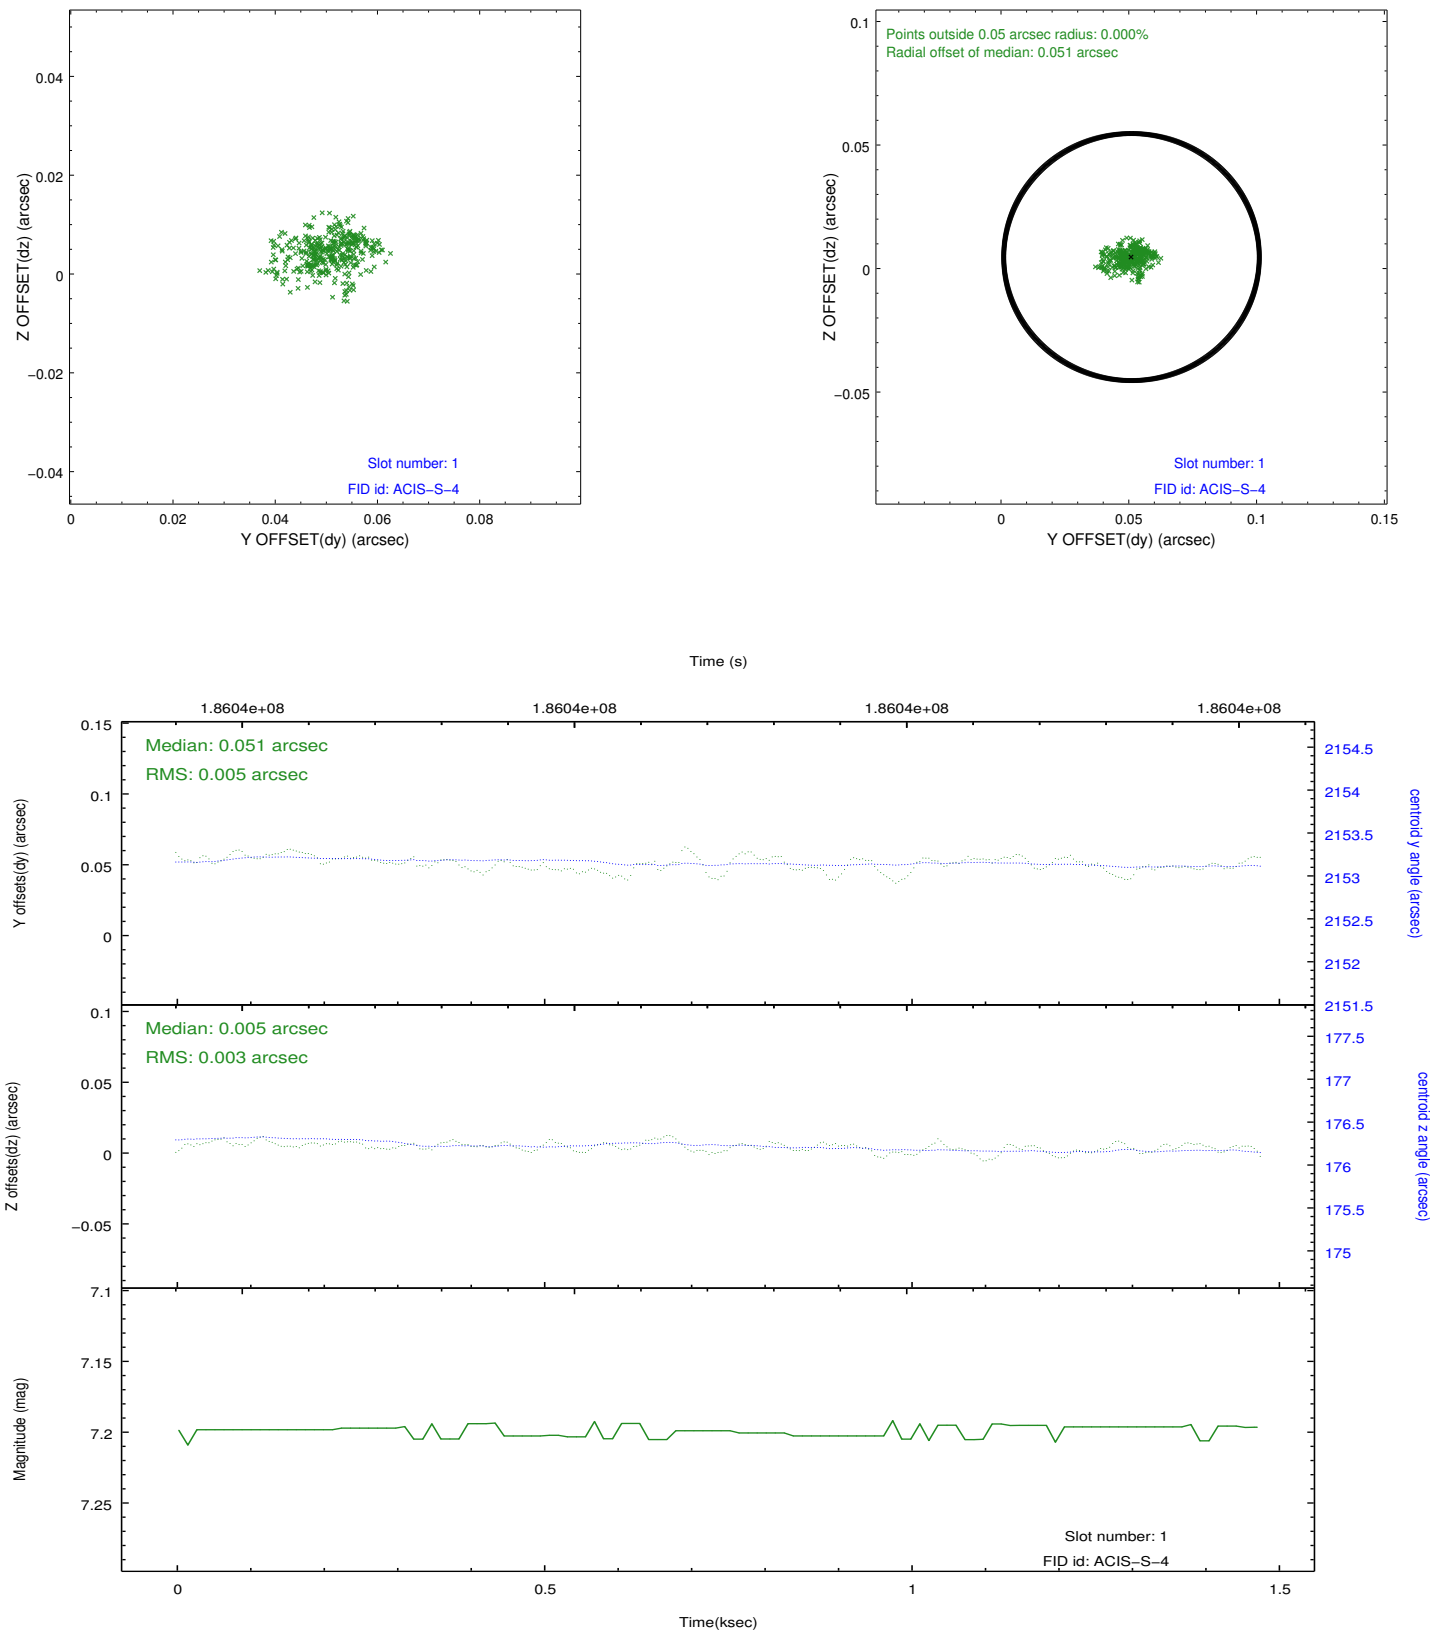 0.04
0.02
0
−0.02
−0.04
Z OFFSET(dz) (arcsec)
Slot number: 1
FID id: ACIS−S−4
0
0.02
0.04
0.06
0.08
Y OFFSET(dy) (arcsec)
Points outside 0.05 arcsec radius: 0.000%
Radial offset of median: 0.051 arcsec
0.1
0.05
0
−0.05
Z OFFSET(dz) (arcsec)
Slot number: 1
FID id: ACIS−S−4
0
0.05
0.1
0.15
Y OFFSET(dy) (arcsec)
Time (s)
1.8604e+08
1.8604e+08
1.8604e+08
1.8604e+08
Median: 0.051 arcsec
RMS: 0.005 arcsec
0.15
0.1
0.05
0
Y offsets(dy) (arcsec)
2154.5
2154
2153.5
2153
2152.5
2152
2151.5
centroid y angle (arcsec)
Median: 0.005 arcsec
RMS: 0.003 arcsec
0.1
0.05
0
−0.05
Z offsets(dz) (arcsec)
177.5
177
176.5
176
175.5
175
centroid z angle (arcsec)
7.1
7.15
7.2
7.25
Magnitude (mag)
Slot number: 1
FID id: ACIS−S−4
0
0.5
1
1.5
Time(ksec)